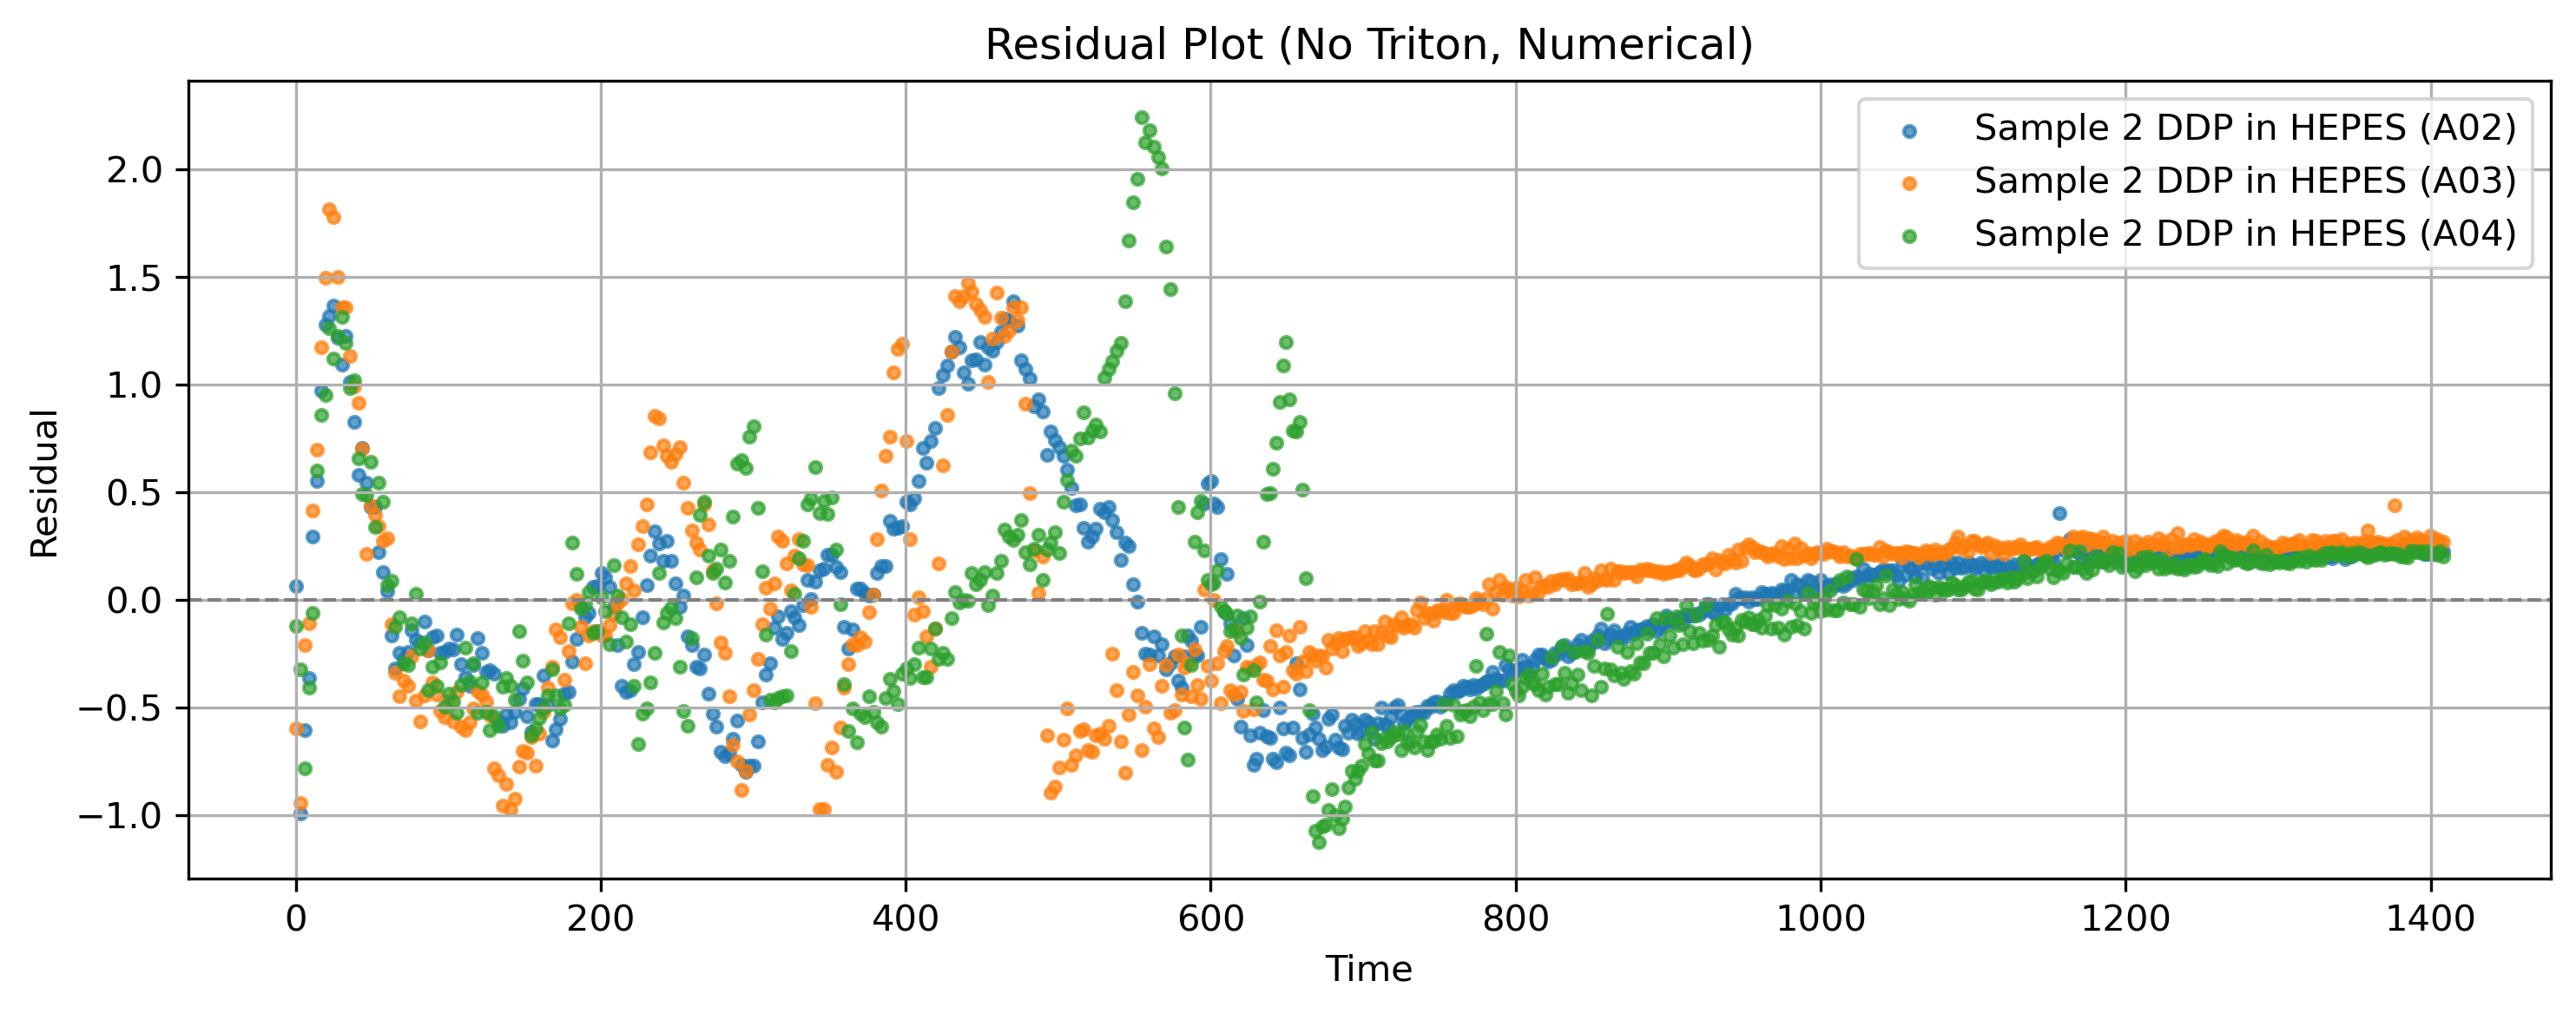 Residual Plot (No Triton, Numerical)
Sample 2 DDP in HEPES (A02)
Sample 2 DDP in HEPES (A03)
Sample 2 DDP in HEPES (A04)
Residual
2.0
1.5
1.0
0.5
0.0
−0.5
−1.0
0 200 400 600 800 1000 1200 1400
Time